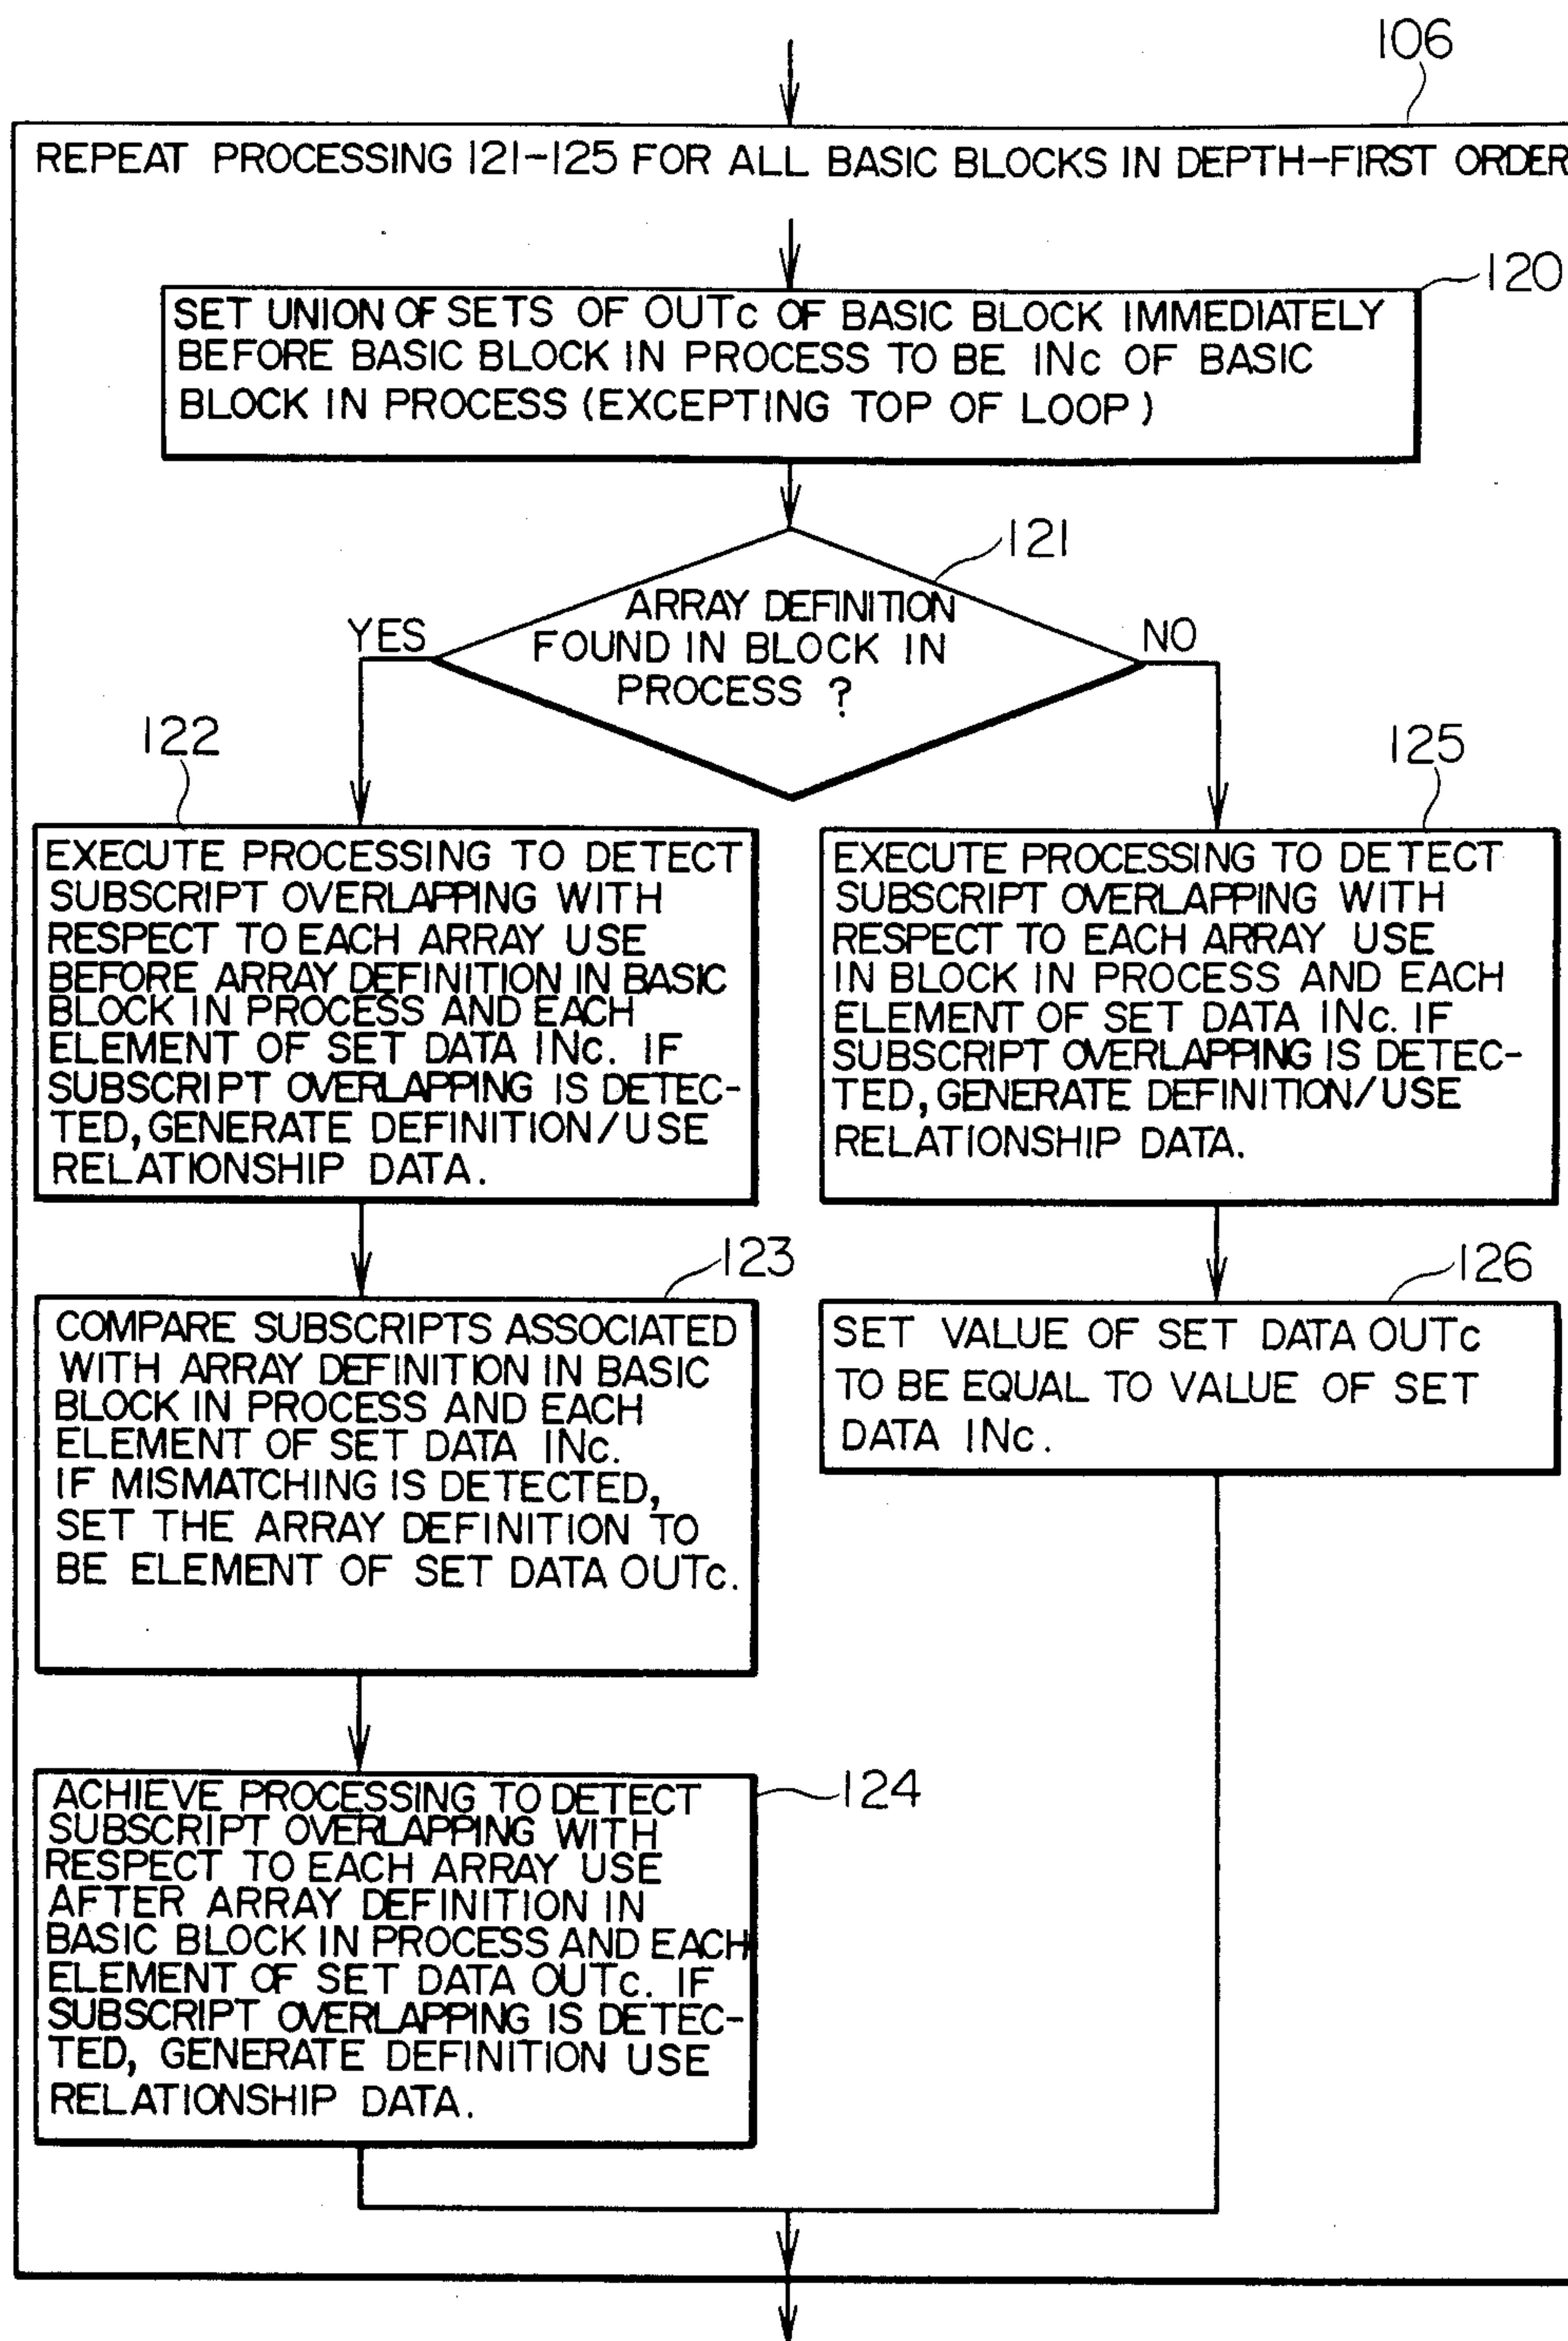 106
REPEAT PROCESSING 121-125 FOR ALL BASIC BLOCKS IN DEPTH-FIRST ORDER
120
SET UNION OF SETS OF OUTc OF BASIC BLOCK IMMEDIATELY
BEFORE BASIC BLOCK IN PROCESS TO BE INc OF BASIC
BLOCK IN PROCESS (EXCEPTING TOP OF LOOP)
121
ARRAY DEFINITION
FOUND IN BLOCK IN
PROCESS ?
YES
NO
122
EXECUTE PROCESSING TO DETECT
SUBSCRIPT OVERLAPPING WITH
RESPECT TO EACH ARRAY USE
BEFORE ARRAY DEFINITION IN BASIC
BLOCK IN PROCESS AND EACH
ELEMENT OF SET DATA INc. IF
SUBSCRIPT OVERLAPPING IS DETEC-
TED, GENERATE DEFINITION/USE
RELATIONSHIP DATA.
125
EXECUTE PROCESSING TO DETECT
SUBSCRIPT OVERLAPPING WITH
RESPECT TO EACH ARRAY USE
IN BLOCK IN PROCESS AND EACH
ELEMENT OF SET DATA INc. IF
SUBSCRIPT OVERLAPPING IS DETEC-
TED, GENERATE DEFINITION/USE
RELATIONSHIP DATA.
123
COMPARE SUBSCRIPTS ASSOCIATED
WITH ARRAY DEFINITION IN BASIC
BLOCK IN PROCESS AND EACH
ELEMENT OF SET DATA INc.
IF MISMATCHING IS DETECTED,
SET THE ARRAY DEFINITION TO
BE ELEMENT OF SET DATA OUTc.
126
SET VALUE OF SET DATA OUTc
TO BE EQUAL TO VALUE OF SET
DATA INc.
124
ACHIEVE PROCESSING TO DETECT
SUBSCRIPT OVERLAPPING WITH
RESPECT TO EACH ARRAY USE
AFTER ARRAY DEFINITION IN
BASIC BLOCK IN PROCESS AND EACH
ELEMENT OF SET DATA OUTc. IF
SUBSCRIPT OVERLAPPING IS DETEC-
TED, GENERATE DEFINITION USE
RELATIONSHIP DATA.